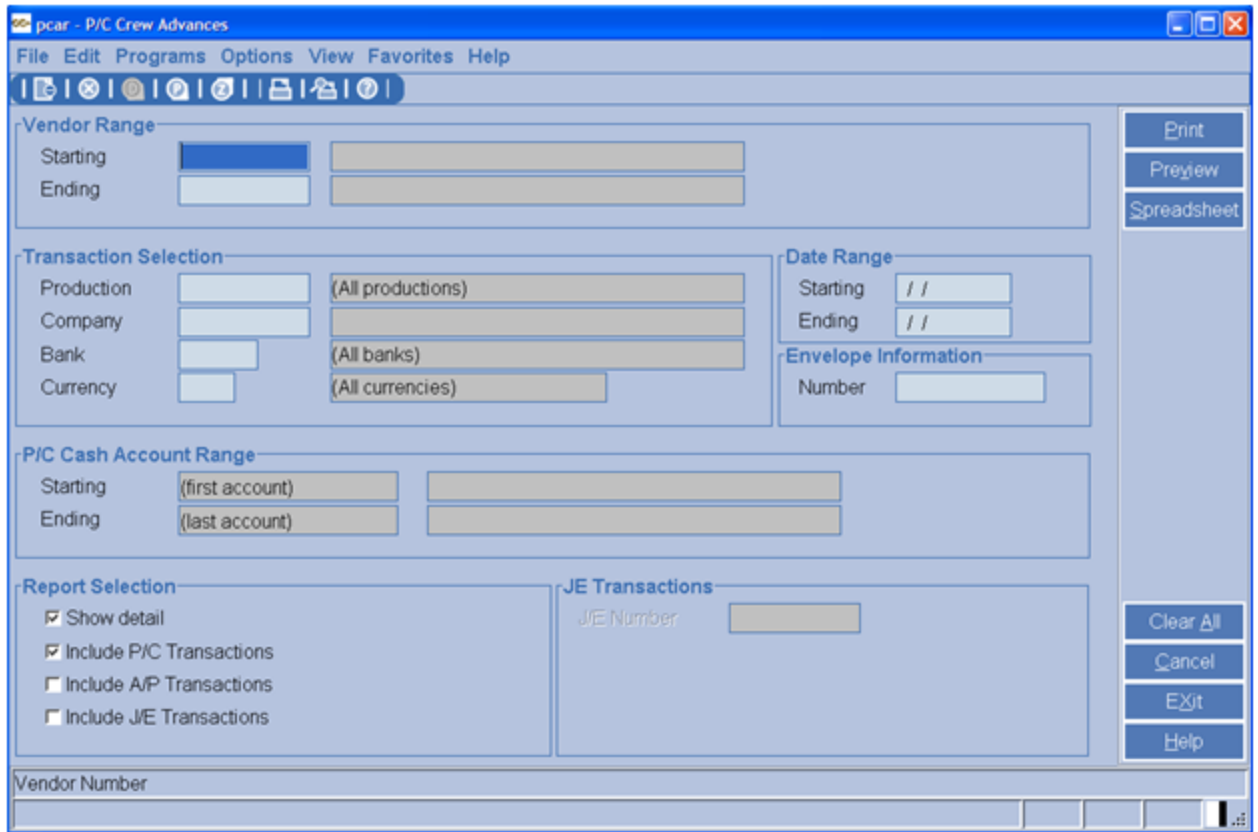 pcar - P/C Crew Advances
File Edit Programs Options View Favorites Help
Vendor Range
Starting
Ending
Print
Preview
Spreadsheet
Transaction Selection
Production (All productions)
Company
Bank (All banks)
Currency (All currencies)
Date Range
Starting / /
Ending / /
Envelope Information
Number
P/C Cash Account Range
Starting (first account)
Ending (last account)
Report Selection
Show detail
Include P/C Transactions
Include A/P Transactions
Include J/E Transactions
JE Transactions
J/E Number
Clear All
Cancel
EXit
Help
Vendor Number